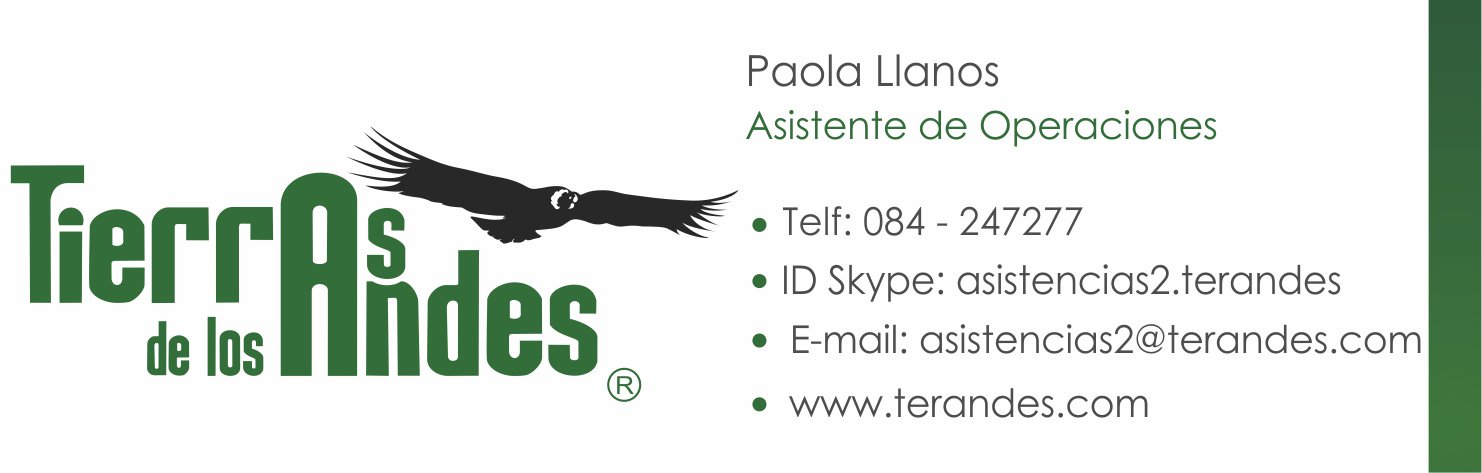 TierrAs
de los Andes
®
Paola Llanos
Asistente de Operaciones
• Telf: 084 - 247277
• ID Skype: asistencias2.terandes
• E-mail: asistencias2@terandes.com
• www.terandes.com